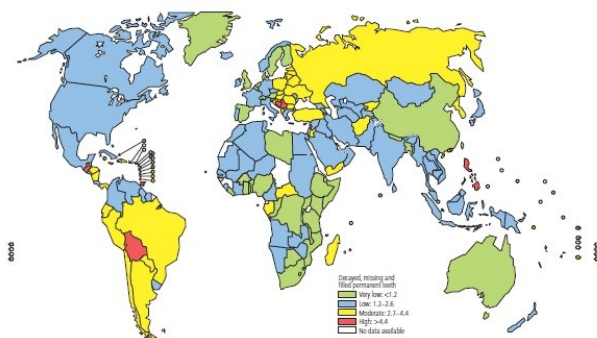 Decayed, missing and
filled permanent teeth
Very low: <1.2
Low: 1.2–2.6
Moderate: 2.7–4.4
High: >4.4
No data available